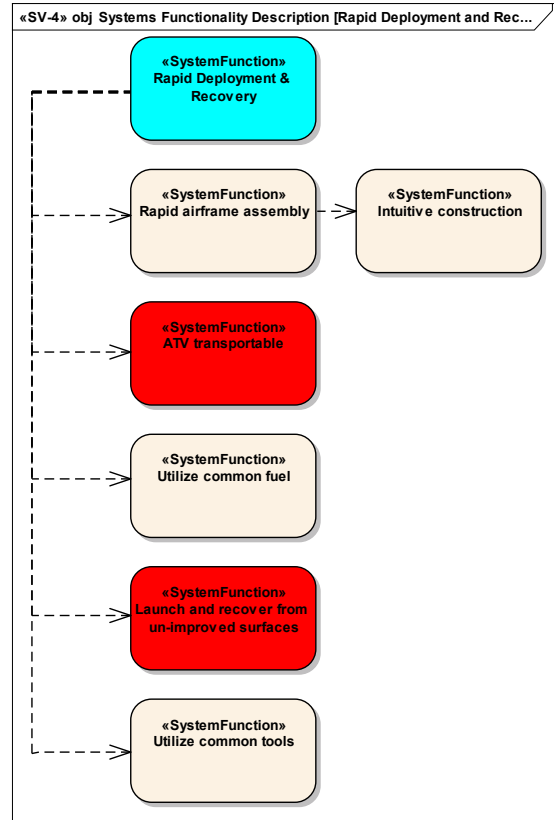 «SV-4» obj Systems Functionality Description [Rapid Deployment and Rec...
«SystemFunction»
Rapid Deployment &
Recovery
«SystemFunction»
Rapid airframe assembly
«SystemFunction»
Intuitive construction
«SystemFunction»
ATV transportable
«SystemFunction»
Utilize common fuel
«SystemFunction»
Launch and recover from
un-improved surfaces
«SystemFunction»
Utilize common tools